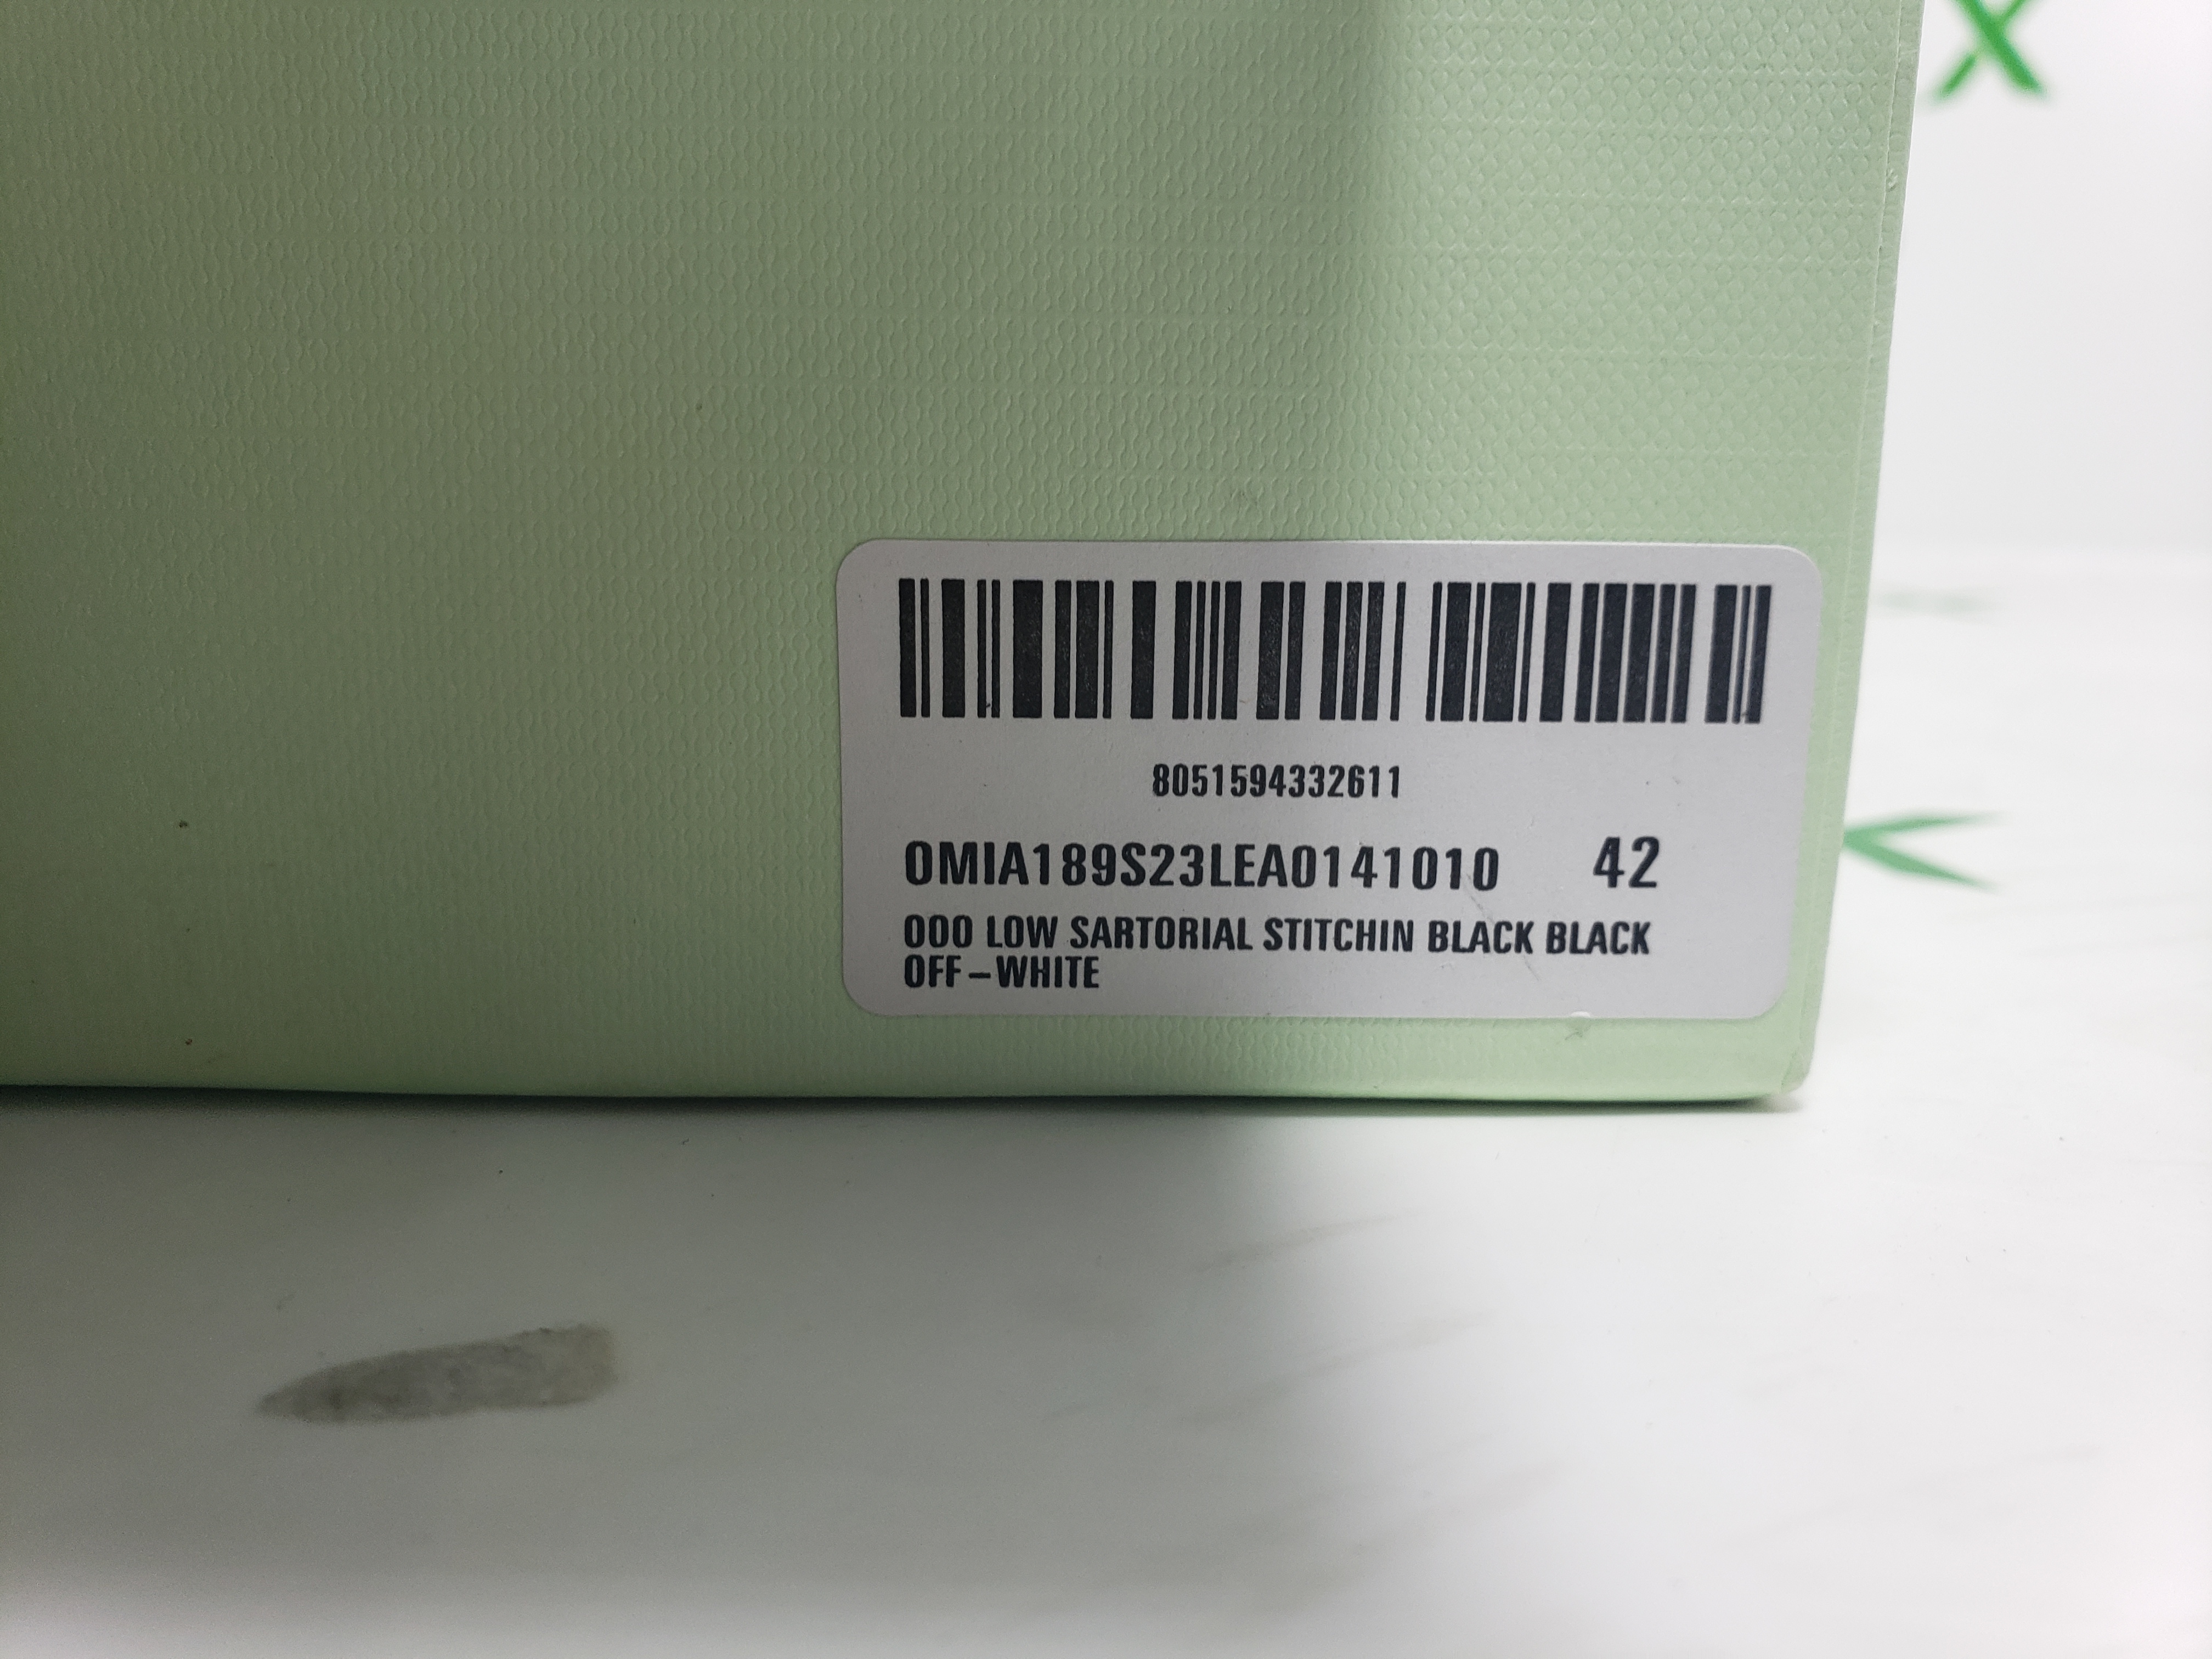 8051594332611
OMIA189S23LEA0141010 42
OOO LOW SARTORIAL STITCHIN BLACK BLACK
OFF-WHITE